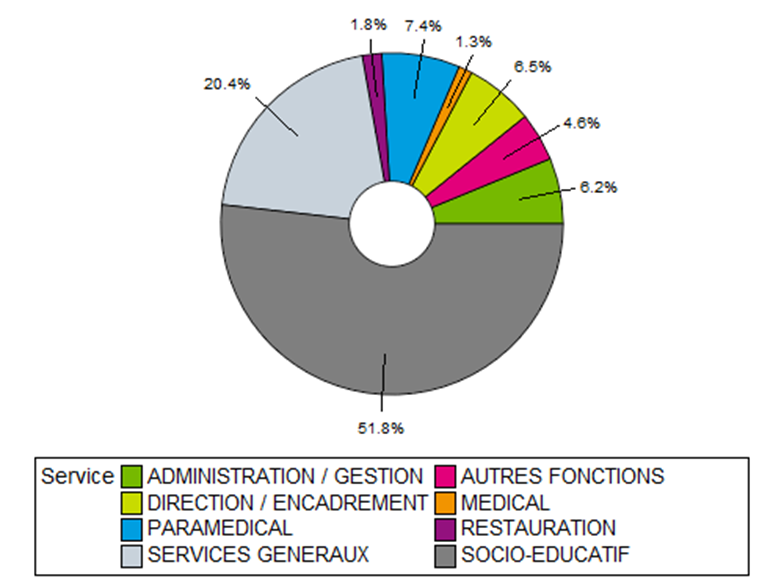 1.8%
7.4%
1.3%
6.5%
20.4%
4.6%
6.2%
51.8%
Service ADMINISTRATION / GESTION AUTRES FONCTIONS
DIRECTION / ENCADREMENT MEDICAL
PARAMEDICAL RESTAURATION
SERVICES GENERAUX SOCIO-EDUCATIF